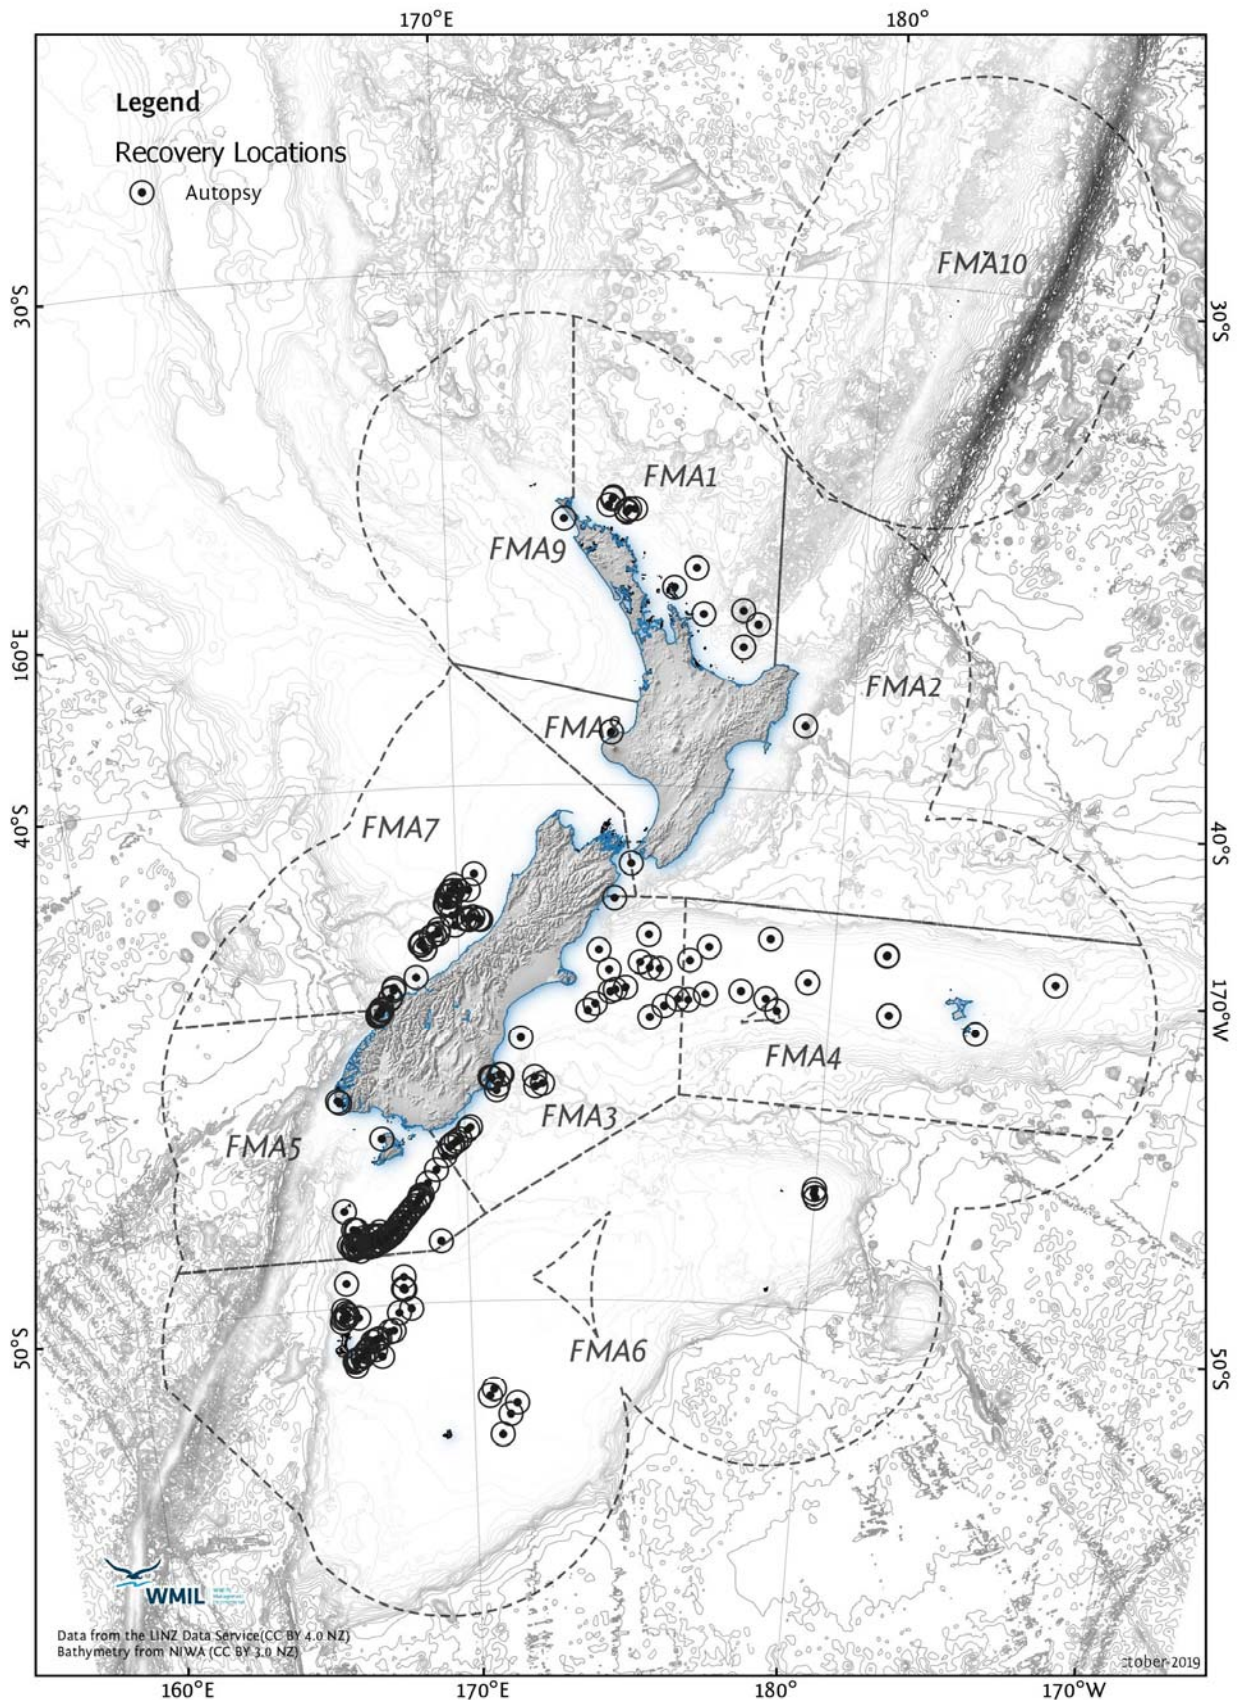 170°E
180°
Legend
Recovery Locations
Autopsy
FMA10
30°S
30°S
FMA1
FMA9
160°E
FMA2
FMA8
FMA7
40°S
40°S
170°W
FMA4
FMA3
FMA5
FMA6
50°S
50°S
WMIL
Data from the LINZ Data Service(CC BY 4.0 NZ)
Bathymetry from NIWA (CC BY 3.0 NZ)
ctober-2019
160°E
170°E
180°
170°W